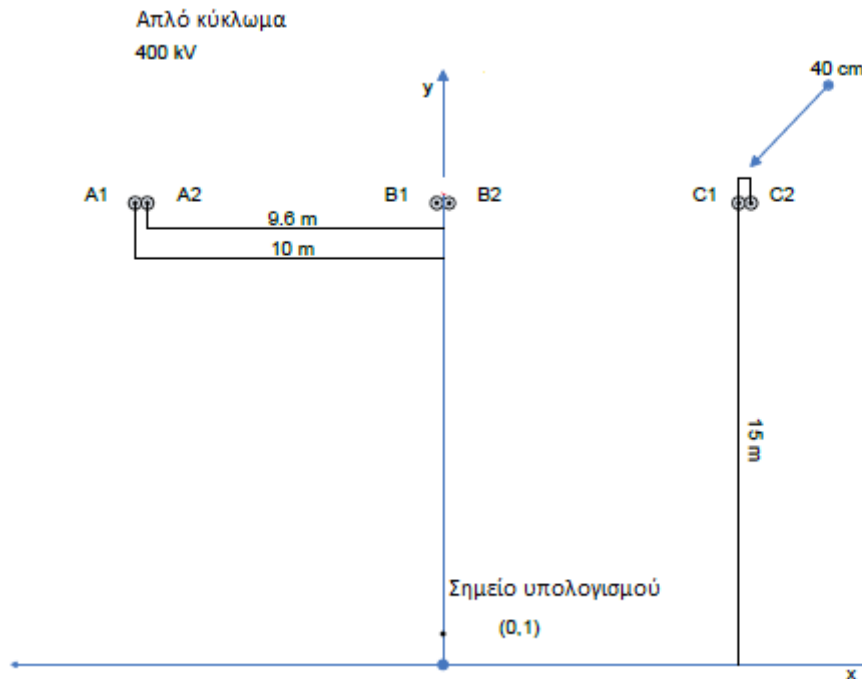 Απλό κύκλωμα
400 kV
40 cm
y
A1 A2 B1 B2 C1 C2
9.6 m
10 m
15 m
Σημείο υπολογισμού
(0,1)
x